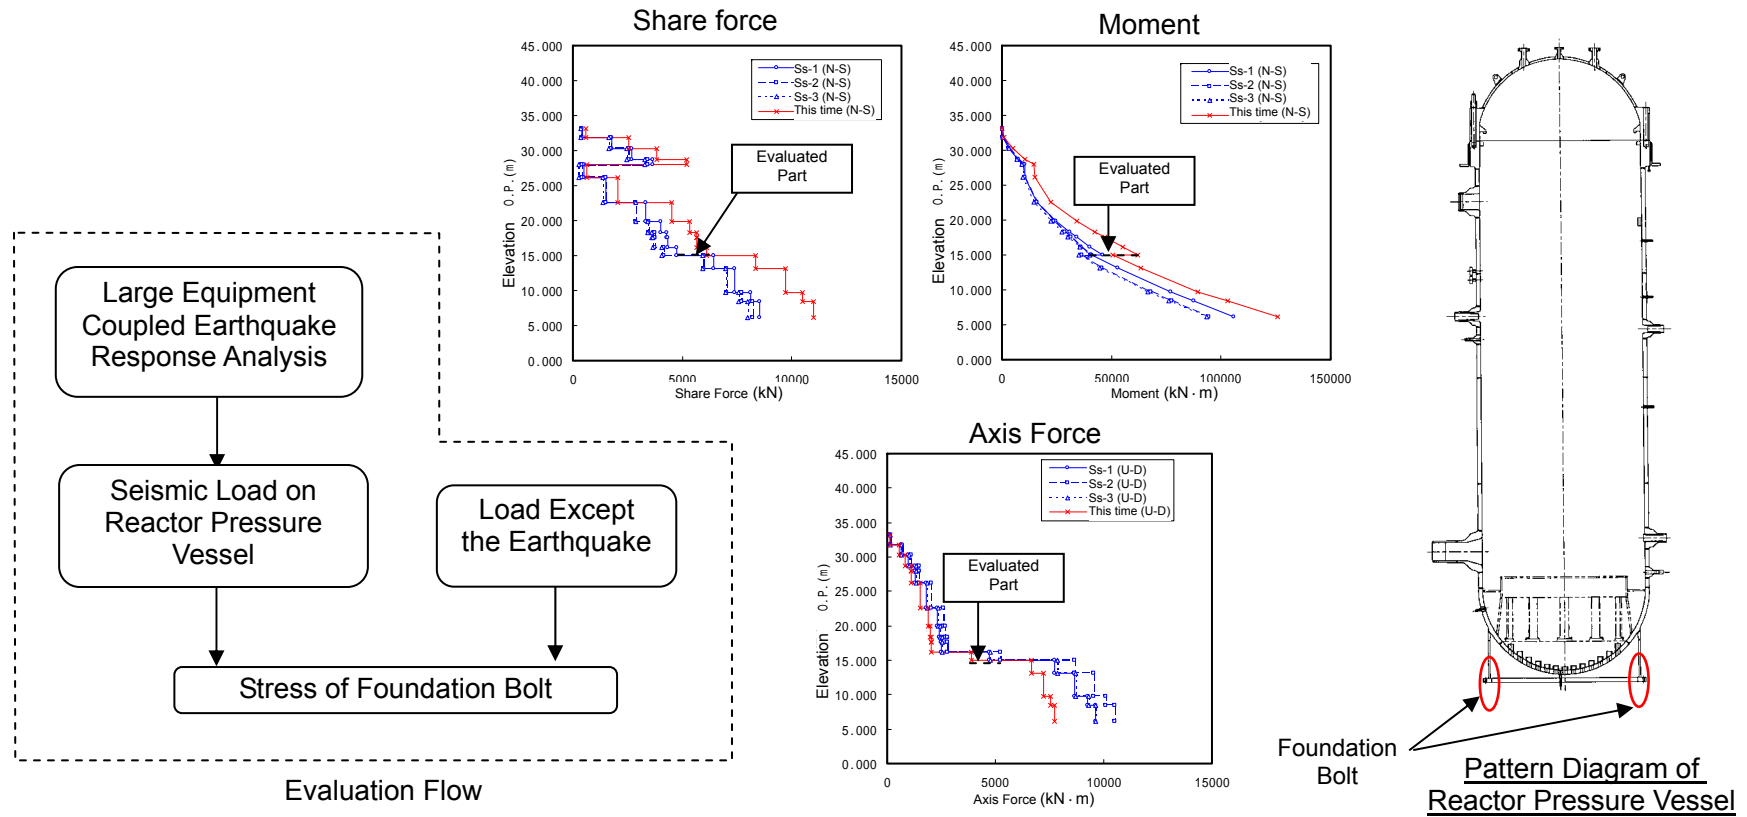 Share force
45.000
40.000
35.000
30.000
25.000
20.000
15.000
10.000
5.000
0.000
Elevation O.P.(m)
Ss-1 (N-S)
Ss-2 (N-S)
Ss-3 (N-S)
This time (N-S)
Evaluated
Part
0
5000
10000
15000
Share Force (kN)
Moment
45.000
40.000
35.000
30.000
25.000
20.000
15.000
10.000
5.000
0.000
Elevation O.P.(m)
Ss-1 (N-S)
Ss-2 (N-S)
Ss-3 (N-S)
This time (N-S)
Evaluated
Part
0
50000
100000
150000
Moment (kN · m)
Large Equipment
Coupled Earthquake
Response Analysis
Seismic Load on
Reactor Pressure
Vessel
Load Except
the Earthquake
Stress of Foundation Bolt
Evaluation Flow
Axis Force
45.000
40.000
35.000
30.000
25.000
20.000
15.000
10.000
5.000
0.000
Elevation O.P.(m)
Ss-1 (U-D)
Ss-2 (U-D)
Ss-3 (U-D)
This time (U-D)
Evaluated
Part
0
5000
10000
15000
Axis Force (kN · m)
Foundation
Bolt
Pattern Diagram of
Reactor Pressure Vessel